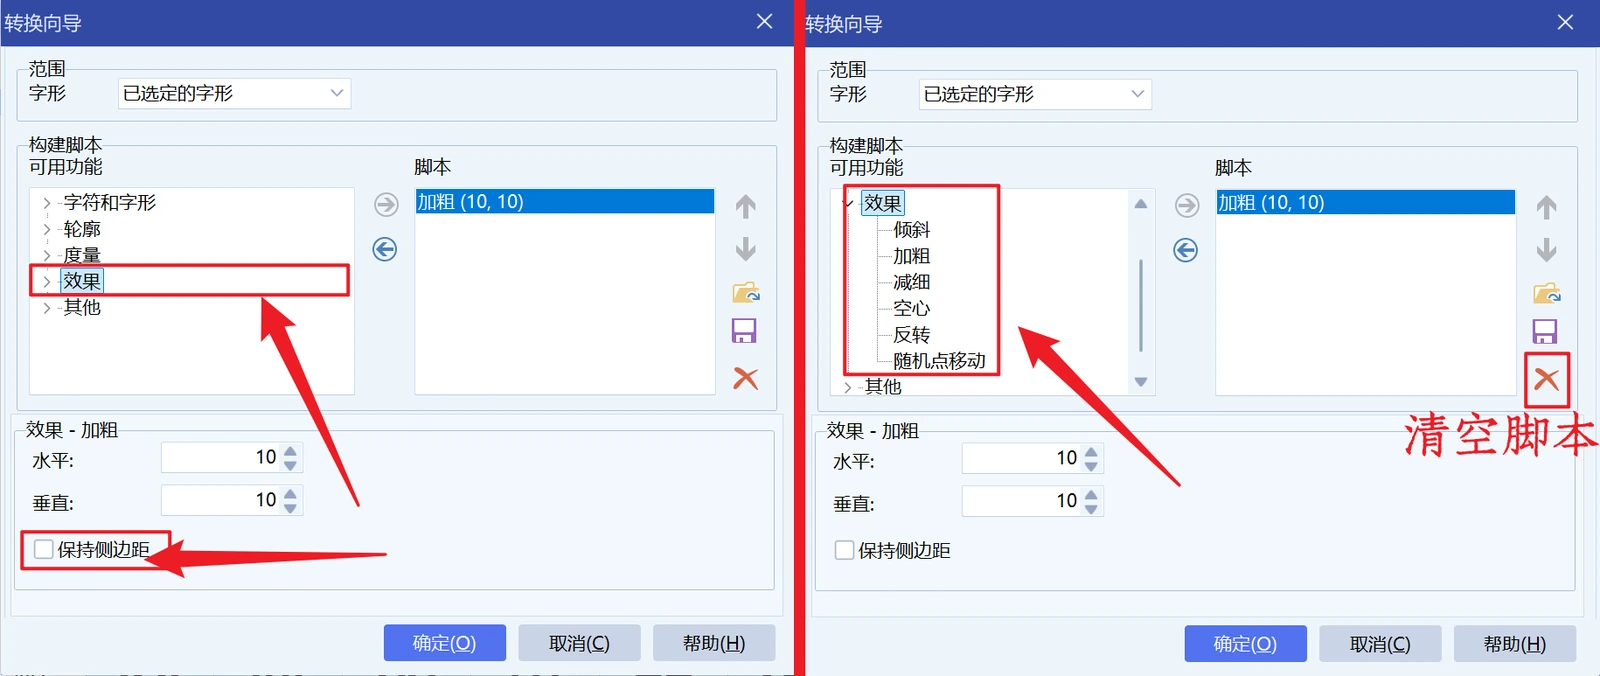 转换向导
范围
字形
已选定的字形
构建脚本
可用功能
脚本
字符和字形
轮廓
度量
效果
其他
加粗 (10, 10)
效果 - 加粗
水平:
10
垂直:
10
保持侧边距
确定(O)
取消(C)
帮助(H)
转换向导
范围
字形
已选定的字形
构建脚本
可用功能
脚本
效果
倾斜
加粗
减细
空心
反转
随机点移动
其他
加粗 (10, 10)
清空脚本
效果 - 加粗
水平:
10
垂直:
10
保持侧边距
确定(O)
取消(C)
帮助(H)